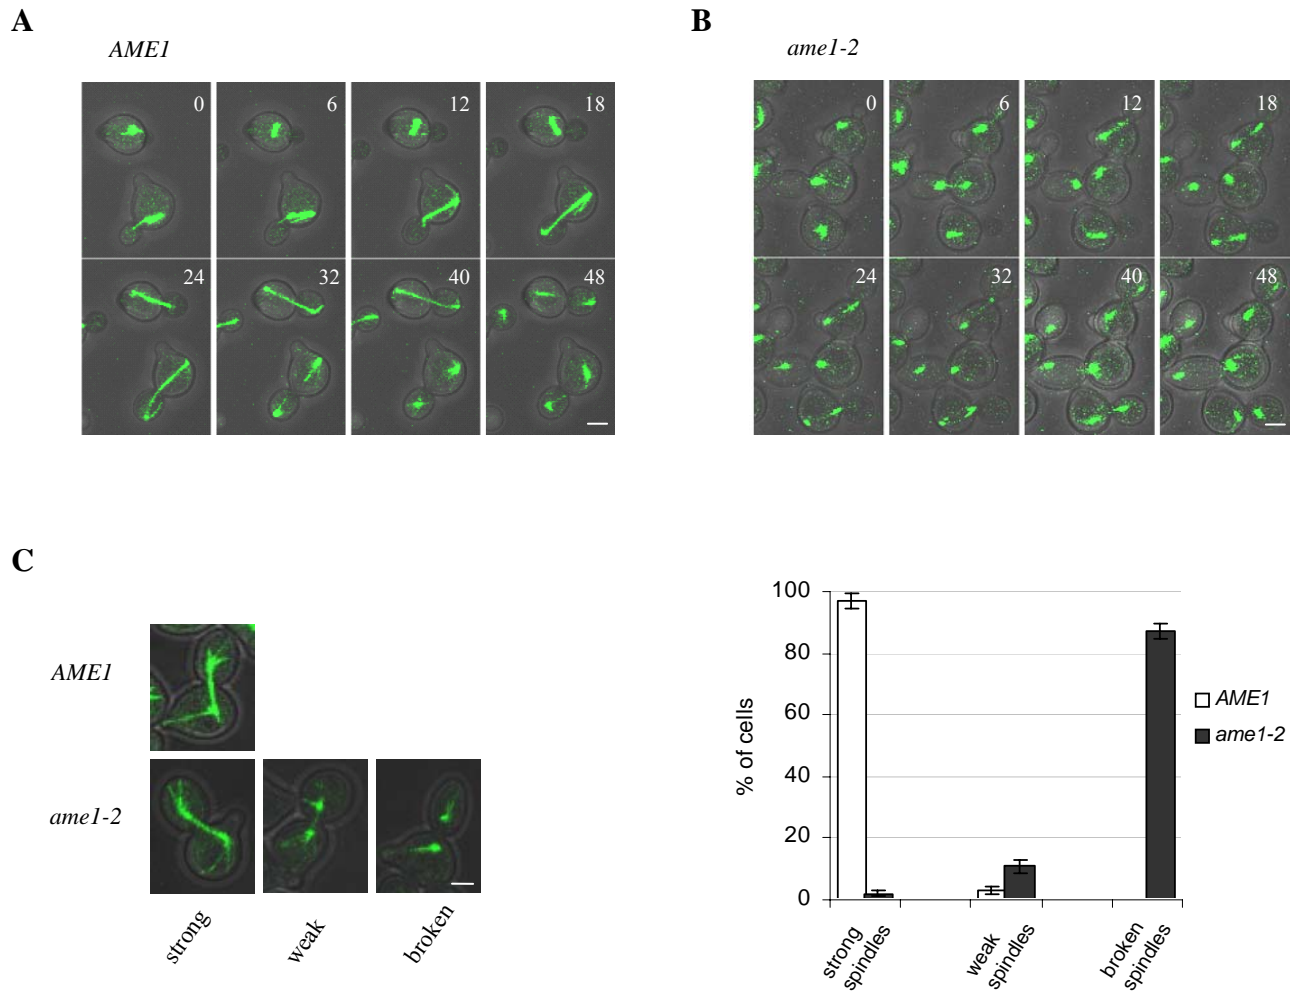 A
AME1
0 6 12 18
24 32 40 48
B
ame1-2
0 6 12 18
24 32 40 48
C
AME1
ame1-2
strong weak broken
100
80
60
40
20
0
% of cells
strong spindles
weak spindles
broken spindles
AME1
ame1-2